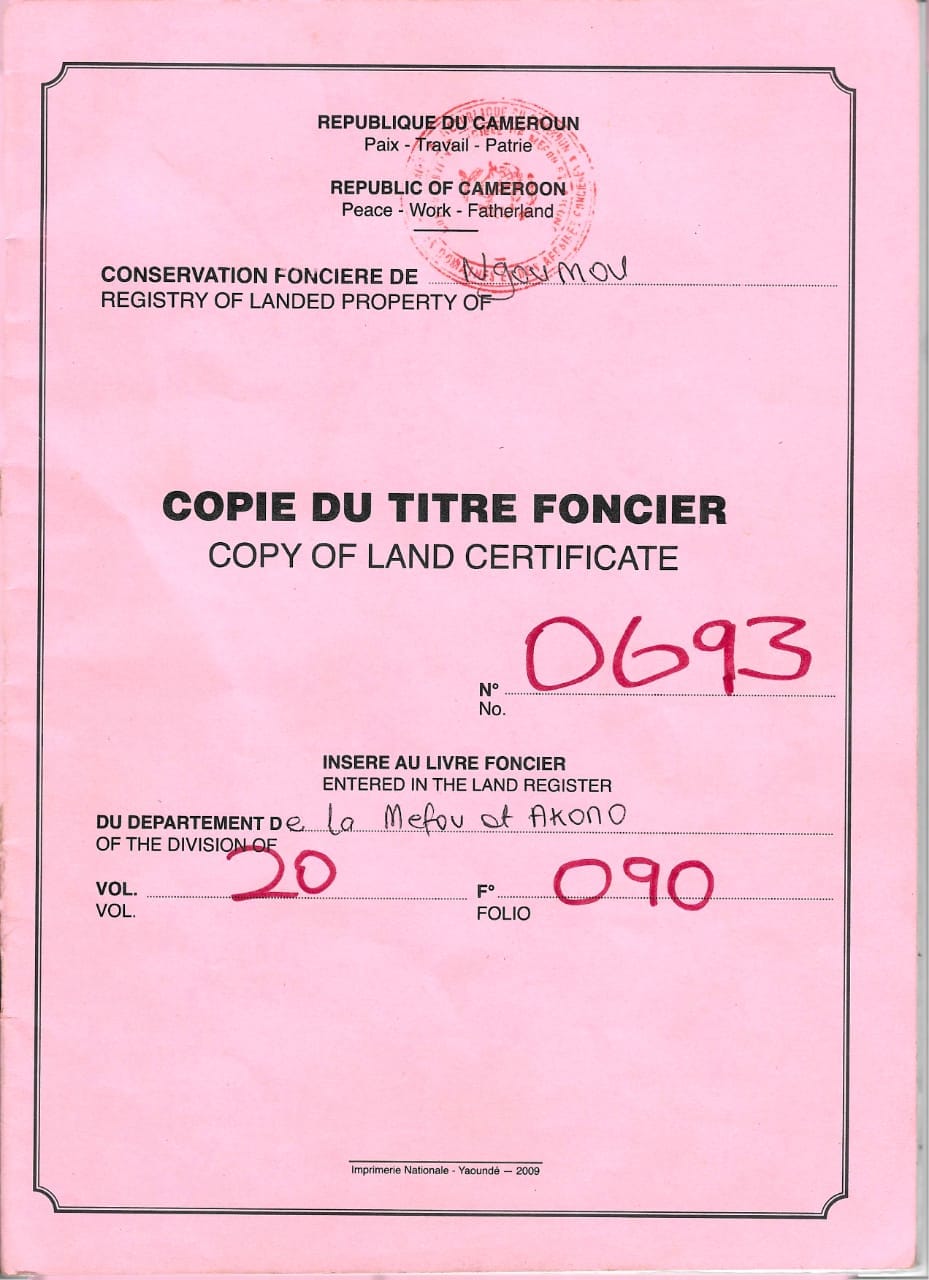 REPUBLIQUE DU CAMEROUN
Paix - Travail - Patrie
REPUBLIC OF CAMEROON
Peace - Work - Fatherland
CONSERVATION FONCIERE DE Ngoumou
REGISTRY OF LANDED PROPERTY OF
COPIE DU TITRE FONCIER
COPY OF LAND CERTIFICATE
N° 0693
No.
INSERE AU LIVRE FONCIER
ENTERED IN THE LAND REGISTER
DU DEPARTEMENT De la Mefou et AKONO
OF THE DIVISION OF
VOL. 20 F° 090
VOL. FOLIO
Imprimerie Nationale - Yaoundé — 2009